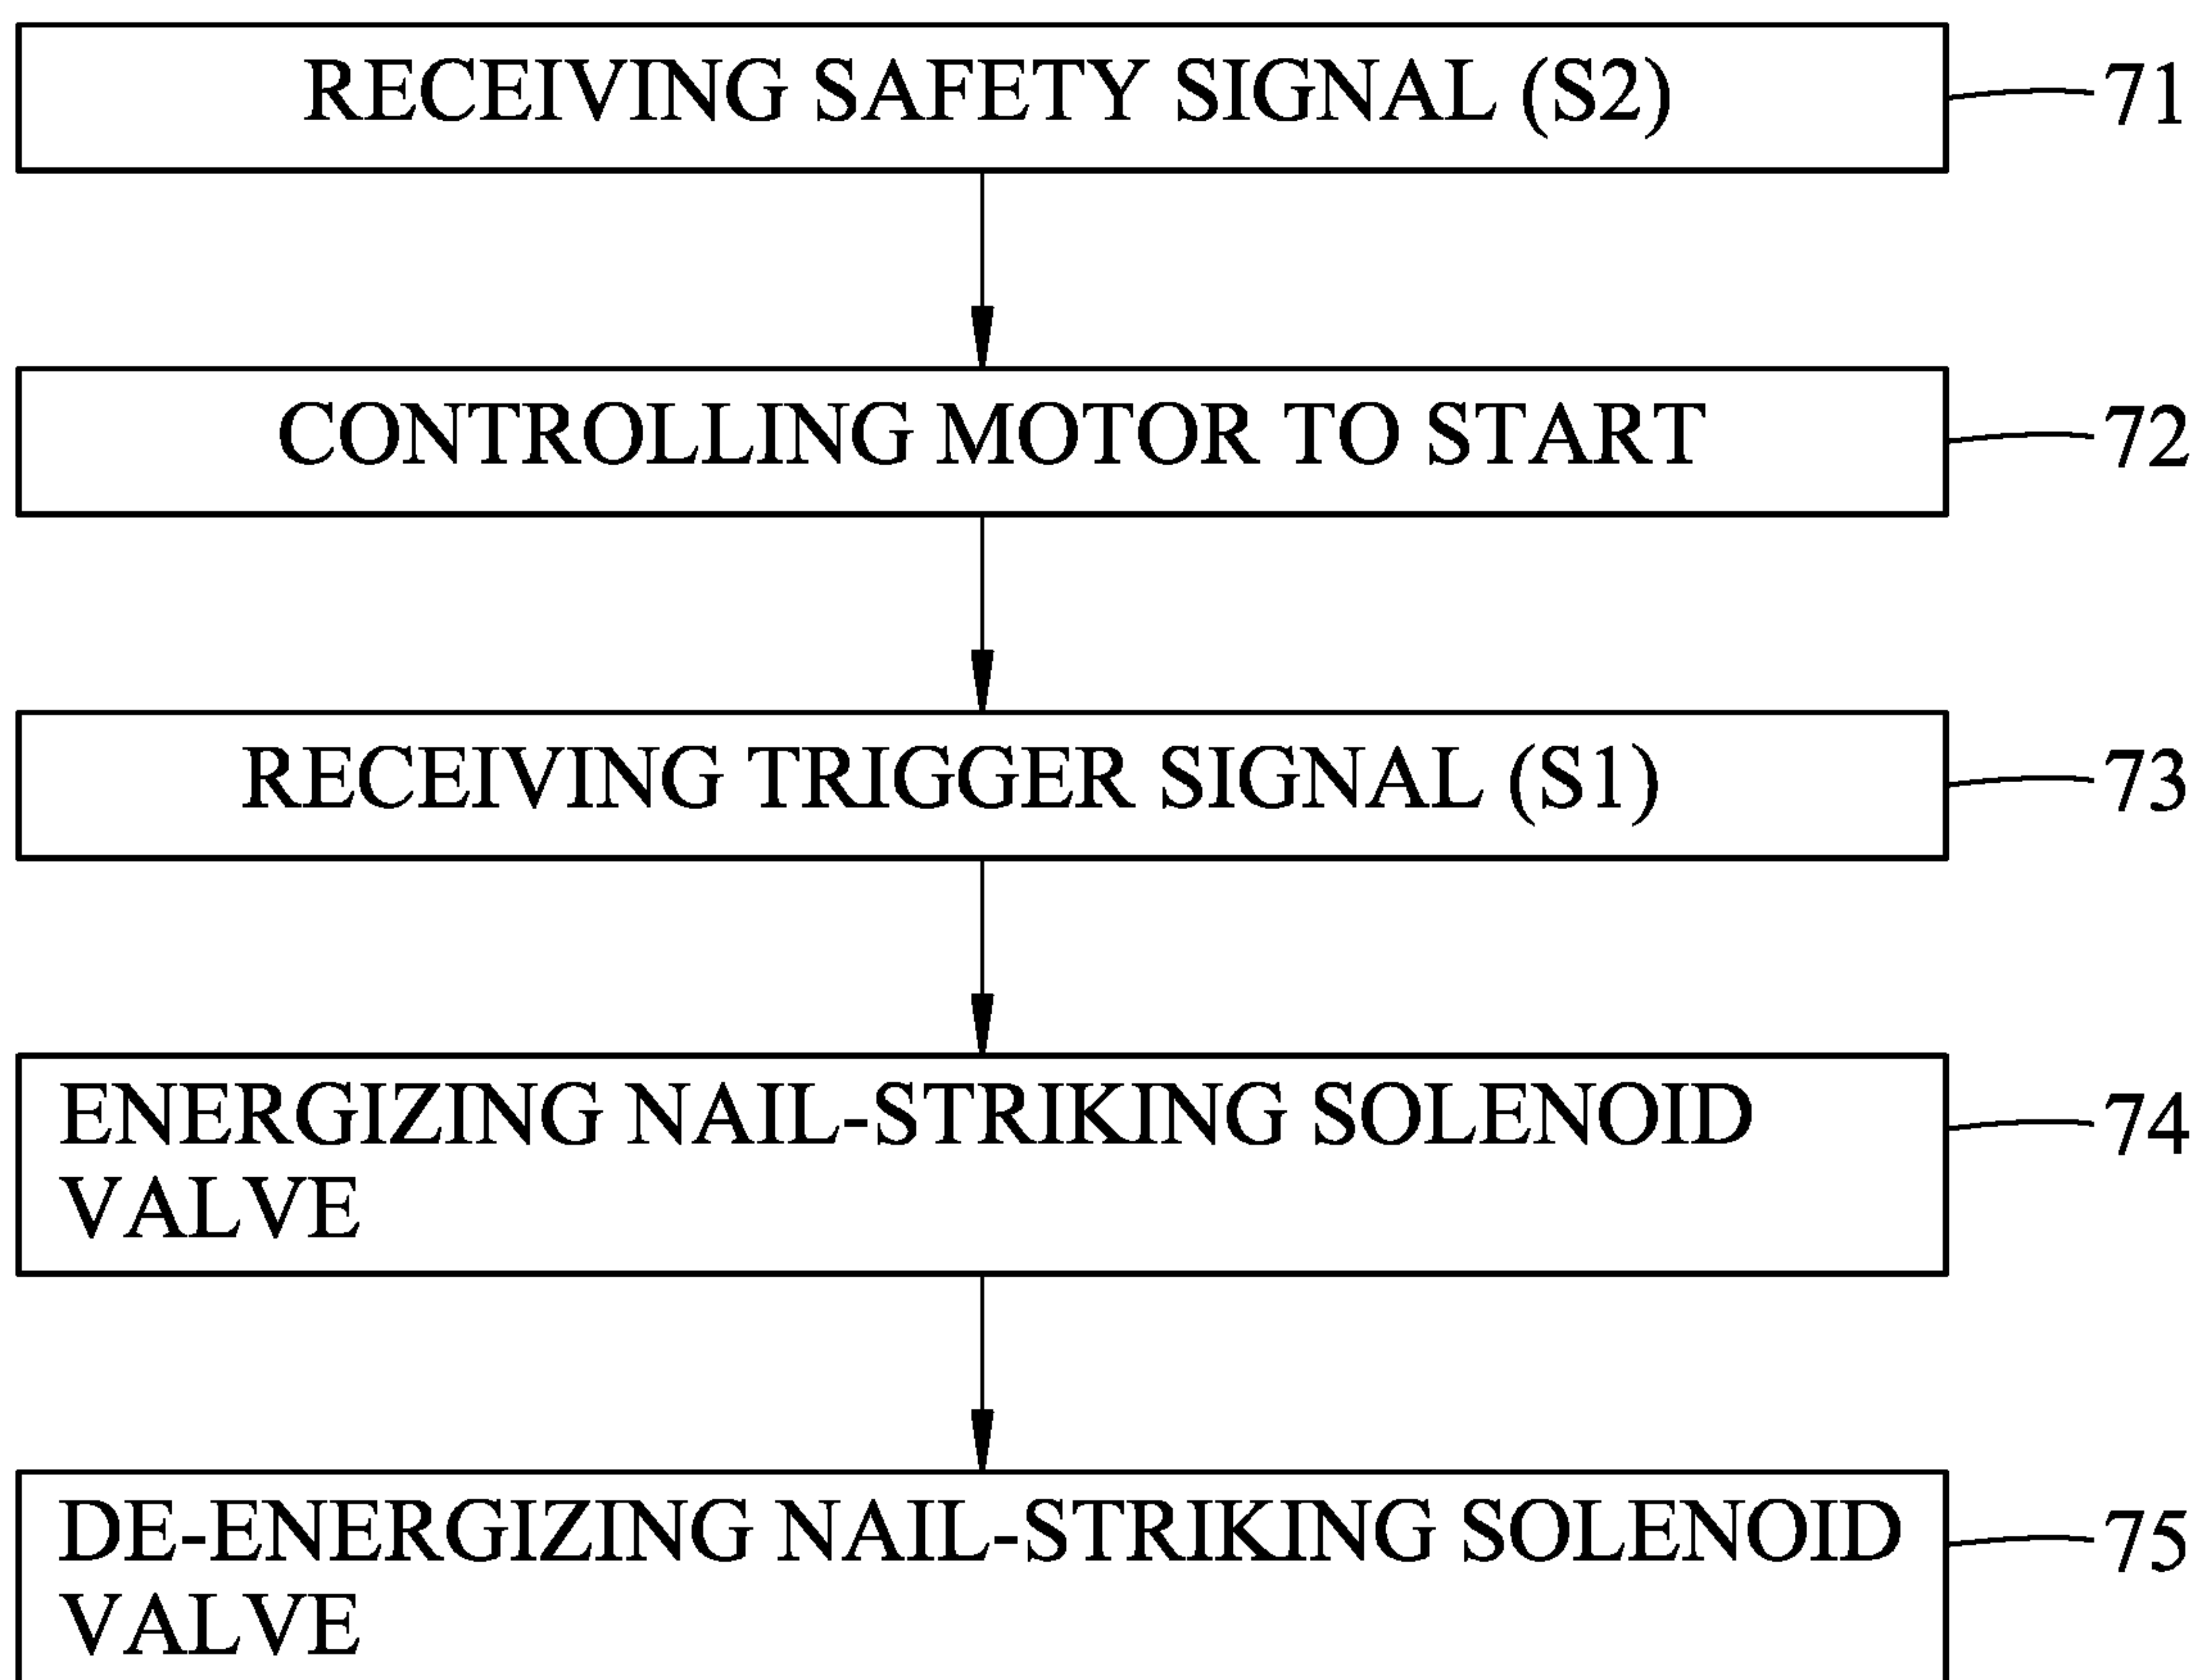 RECEIVING SAFETY SIGNAL (S2)
71
CONTROLLING MOTOR TO START
72
RECEIVING TRIGGER SIGNAL (S1)
73
ENERGIZING NAIL-STRIKING SOLENOID
VALVE
74
DE-ENERGIZING NAIL-STRIKING SOLENOID
VALVE
75